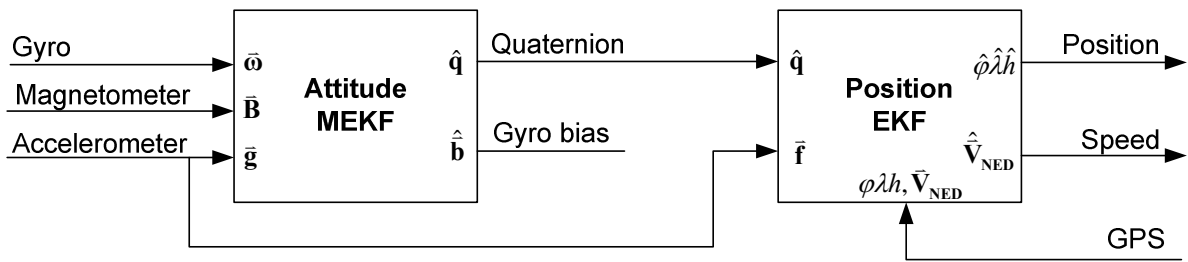 Gyro
Magnetometer
Accelerometer
ω⃗
B⃗
g⃗
Attitude
MEKF
q̂
b⃗̂
Quaternion
Gyro bias
q̂
f⃗
Position
EKF
φ̂λ̂ĥ
V⃗̂NED
φλh, V⃗NED
Position
Speed
GPS